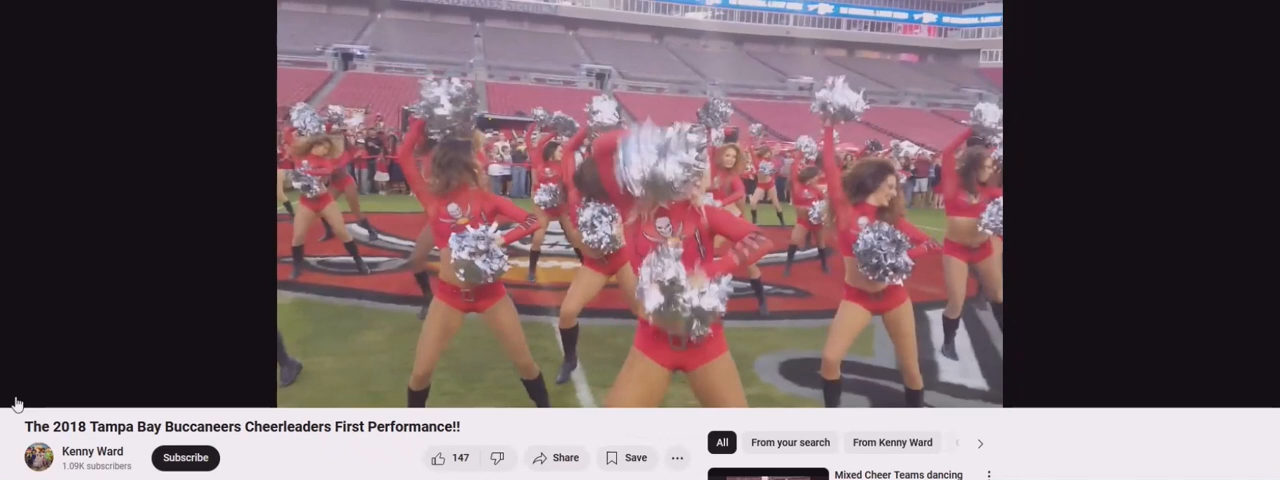 The 2018 Tampa Bay Buccaneers Cheerleaders First Performance!!
Kenny Ward
1.09K subscribers
Subscribe
147
Share
Save
All
From your search
From Kenny Ward
Mixed Cheer Teams dancing